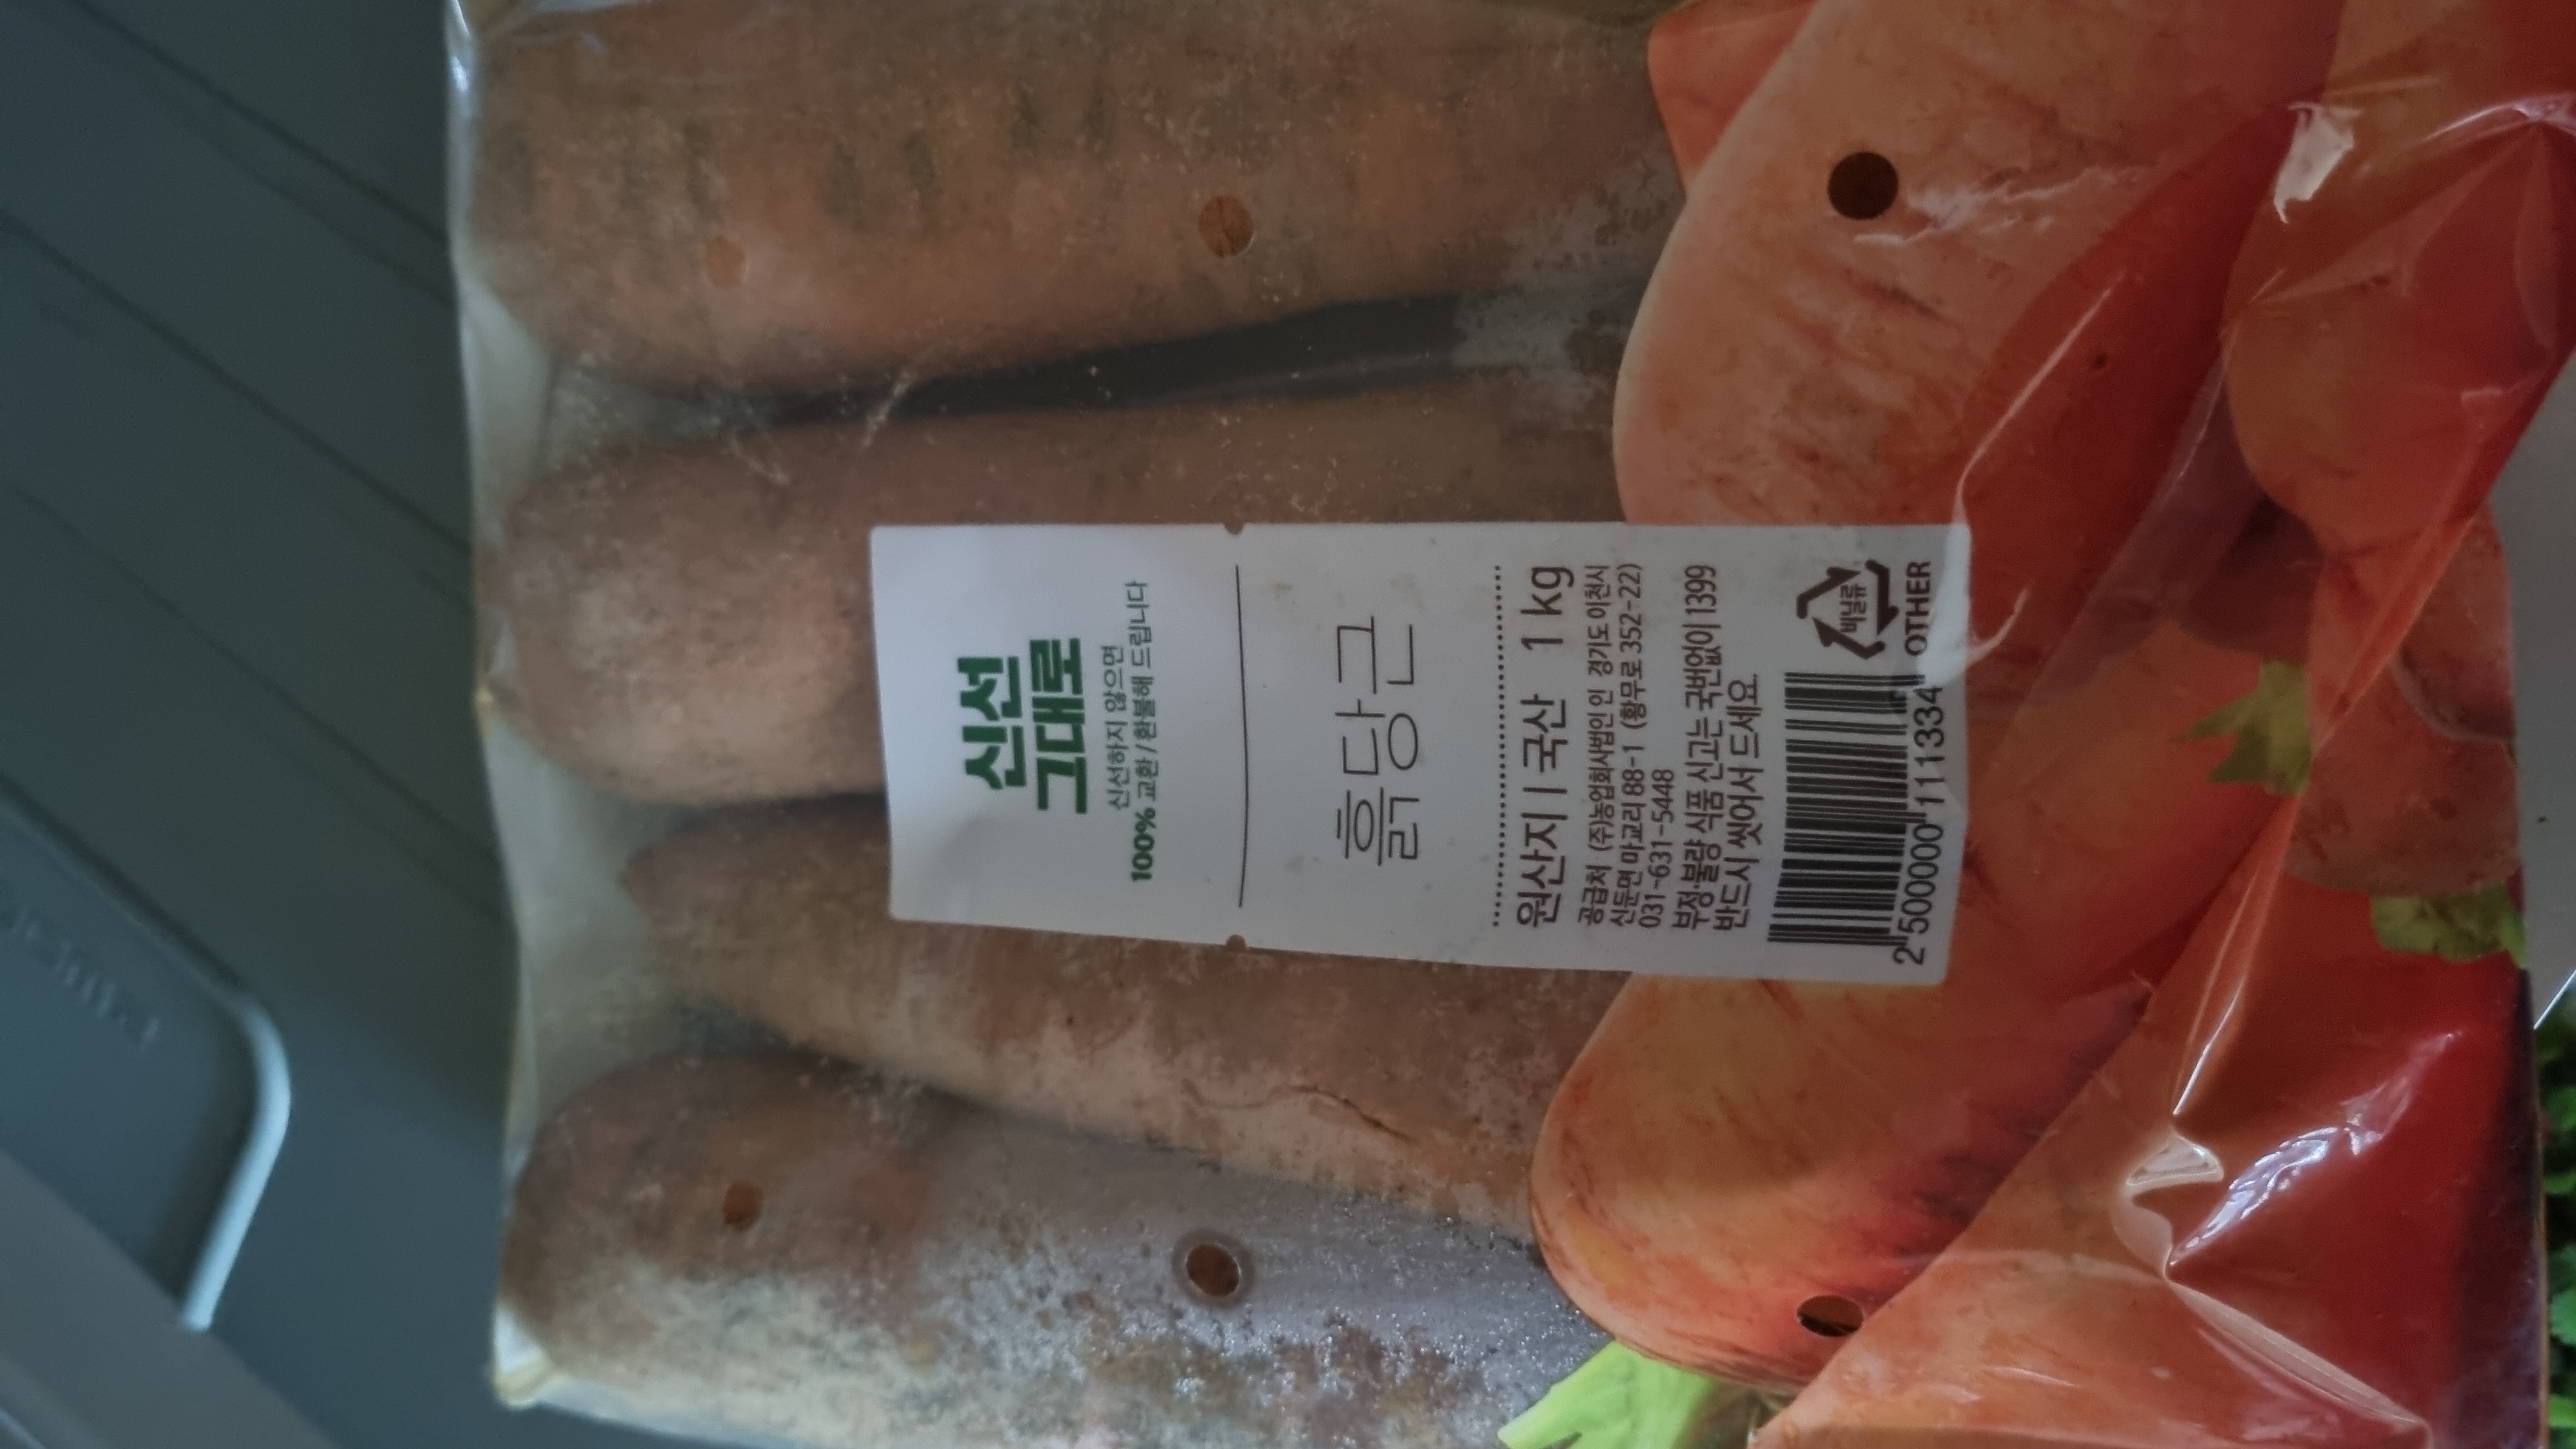 신선
그대로
신선하지 않으면
100% 교환 / 환불해 드립니다
흙당근
원산지 | 국산 1kg
공급처 (주)농업회사법인 인 경기도 이천시
신둔면 마교리 88-1 (황무로 352-22)
031-631-5448
부정·불량 식품 신고는 국번없이 1399
반드시 씻어서 드세요.
비닐류
OTHER
2 500000 111334